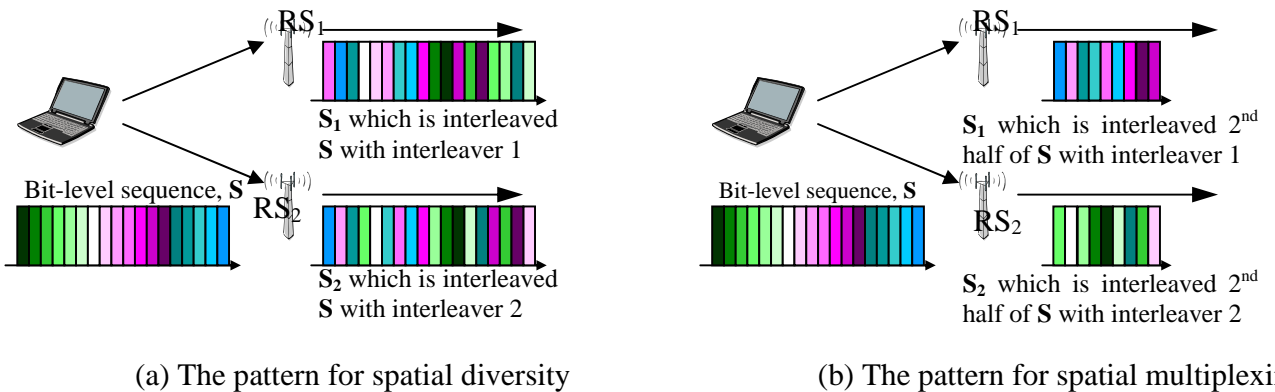 RS1
S1 which is interleaved
S with interleaver 1
Bit-level sequence, S
RS2
S2 which is interleaved
S with interleaver 2
(a) The pattern for spatial diversity
RS1
S1 which is interleaved 2nd
half of S with interleaver 1
Bit-level sequence, S
RS2
S2 which is interleaved 2nd
half of S with interleaver 2
(b) The pattern for spatial multiplexi